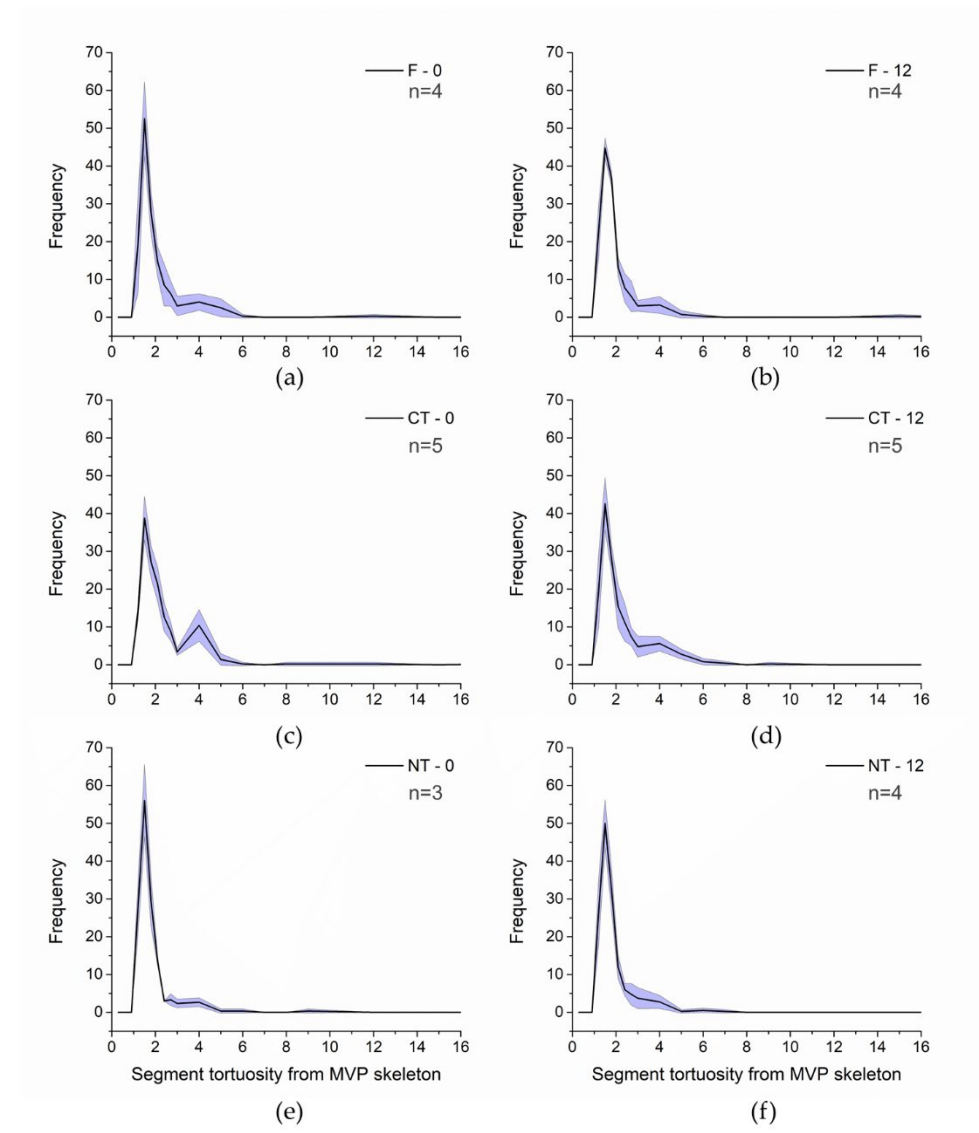 F - 0
n=4
70
60
50
40
30
20
10
0
Frequency
0 2 4 6 8 10 12 14 16
(a)
F - 12
n=4
70
60
50
40
30
20
10
0
Frequency
0 2 4 6 8 10 12 14 16
(b)
CT - 0
n=5
70
60
50
40
30
20
10
0
Frequency
0 2 4 6 8 10 12 14 16
(c)
CT - 12
n=5
70
60
50
40
30
20
10
0
Frequency
0 2 4 6 8 10 12 14 16
(d)
NT - 0
n=3
70
60
50
40
30
20
10
0
Frequency
0 2 4 6 8 10 12 14 16
Segment tortuosity from MVP skeleton
(e)
NT - 12
n=4
70
60
50
40
30
20
10
0
Frequency
0 2 4 6 8 10 12 14 16
Segment tortuosity from MVP skeleton
(f)